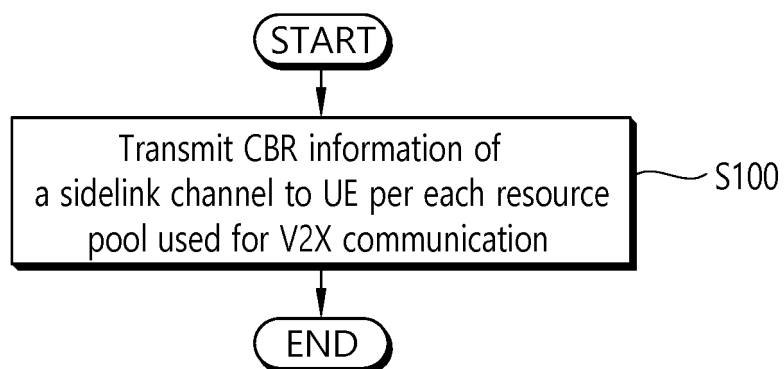 START
Transmit CBR information of
a sidelink channel to UE per each resource
pool used for V2X communication
S100
END